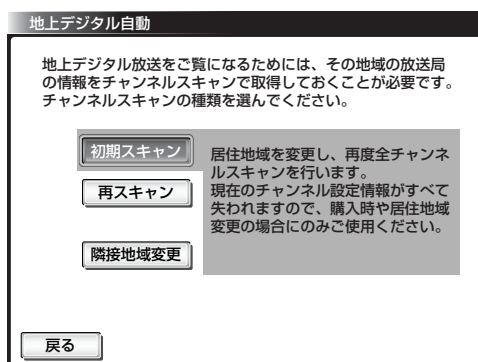 地上デジタル自動
地上デジタル放送をご覧になるためには、その地域の放送局
の情報をチャンネルスキャンで取得しておくことが必要です。
チャンネルスキャンの種類を選んでください。
初期スキャン
再スキャン
隣接地域変更
居住地域を変更し、再度全チャンネ
ルスキャンを行います。
現在のチャンネル設定情報がすべて
失われますので、購入時や居住地域
変更の場合にのみご使用ください。
戻る